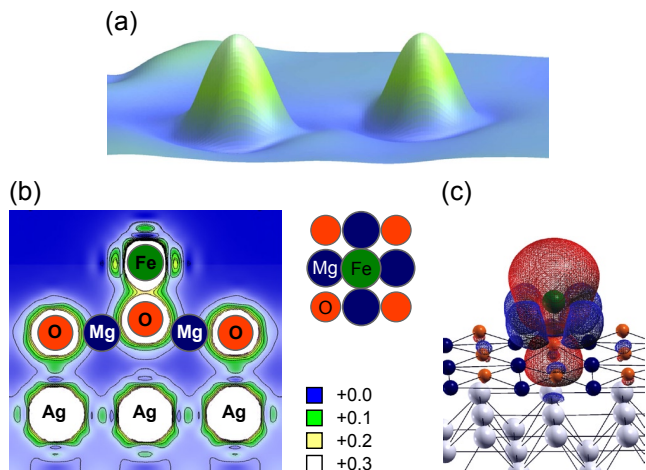 (a)
(b)
(c)
Fe
Mg Fe
O Mg O Mg O
O
Ag Ag Ag
+0.0
+0.1
+0.2
+0.3